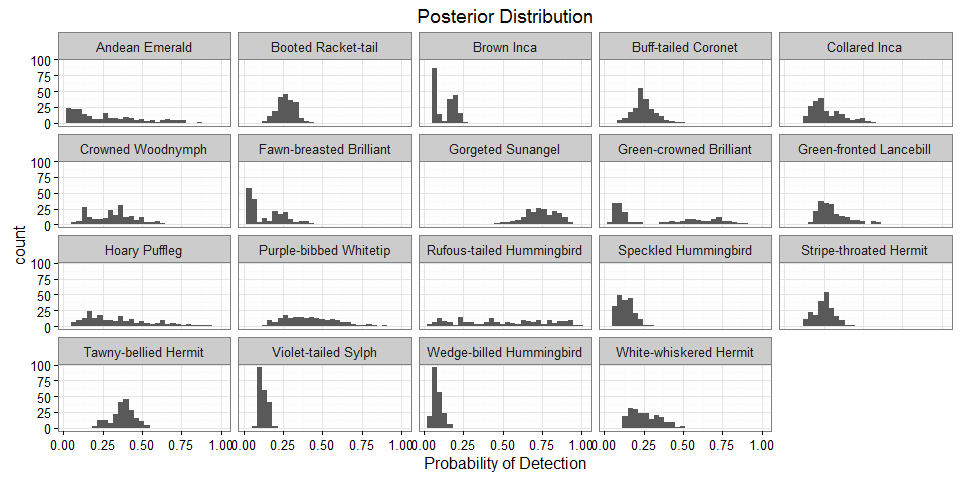 Posterior Distribution
Andean Emerald Booted Racket-tail Brown Inca Buff-tailed Coronet Collared Inca
100
75
50
25
0
Crowned Woodnymph Fawn-breasted Brilliant Gorgeted Sunangel Green-crowned Brilliant Green-fronted Lancebill
100
75
50
25
0
count
Hoary Puffleg Purple-bibbed Whitetip Rufous-tailed Hummingbird Speckled Hummingbird Stripe-throated Hermit
100
75
50
25
0
Tawny-bellied Hermit Violet-tailed Sylph Wedge-billed Hummingbird White-whiskered Hermit
100
75
50
25
0
0.00 0.25 0.50 0.75 1.00 0.00 0.25 0.50 0.75 1.00 0.00 0.25 0.50 0.75 1.00 0.00 0.25 0.50 0.75 1.00
Probability of Detection